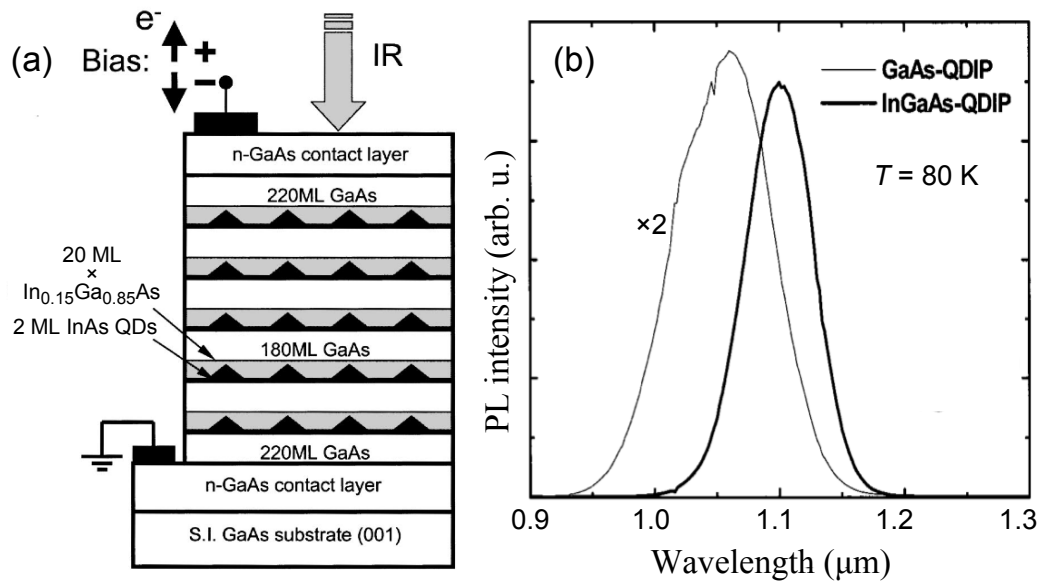 (a)
e-
Bias:
+
−
IR
n-GaAs contact layer
220ML GaAs
20 ML
×
In0.15Ga0.85As
2 ML InAs QDs
180ML GaAs
220ML GaAs
n-GaAs contact layer
S.I. GaAs substrate (001)
(b)
GaAs-QDIP
InGaAs-QDIP
T = 80 K
×2
PL intensity (arb. u.)
0.9 1.0 1.1 1.2 1.3
Wavelength (μm)